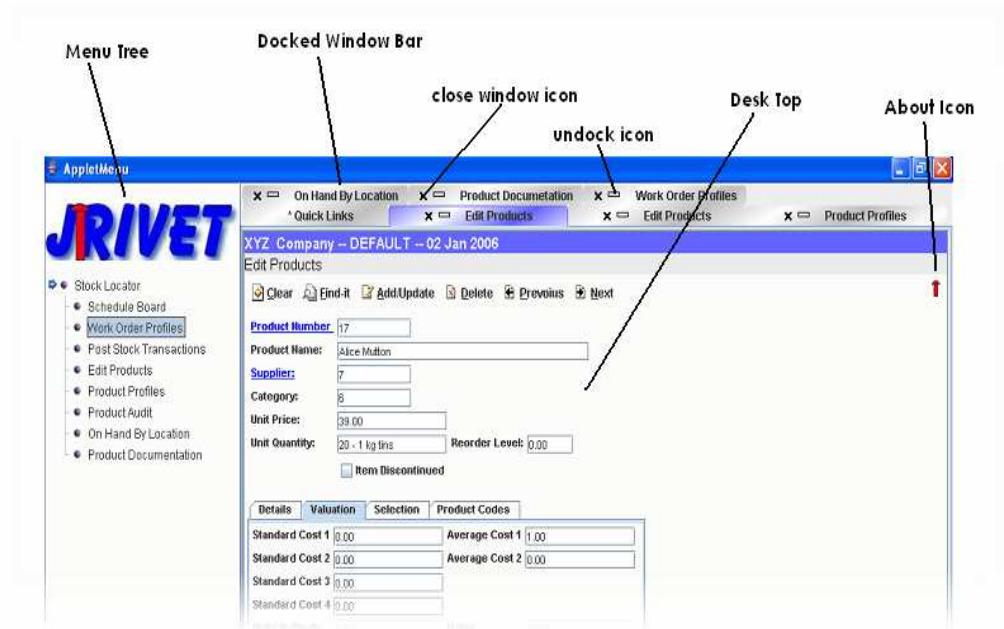 Menu Tree
Docked Window Bar
close window icon
undock icon
Desk Top
About Icon
AppletMenu
JRIVET
On Hand By Location
Product Documetation
Work Order Profiles
^ Quick Links
Edit Products
Edit Products
Product Profiles
XYZ Company -- DEFAULT -- 02 Jan 2006
Edit Products
Clear Find-it Add/Update Delete Prevoius Next
Stock Locator
Schedule Board
Work Order Profiles
Post Stock Transactions
Edit Products
Product Profiles
Product Audit
On Hand By Location
Product Documentation
Product Number 17
Product Name: Alice Mutton
Supplier: 7
Category: 6
Unit Price: 39.00
Unit Quantity: 20 - 1 kg tins Reorder Level: 0.00
Item Discontinued
Details Valuation Selection Product Codes
Standard Cost 1 0.00 Average Cost 1 1.00
Standard Cost 2 0.00 Average Cost 2 0.00
Standard Cost 3 0.00
Standard Cost 4 0.00